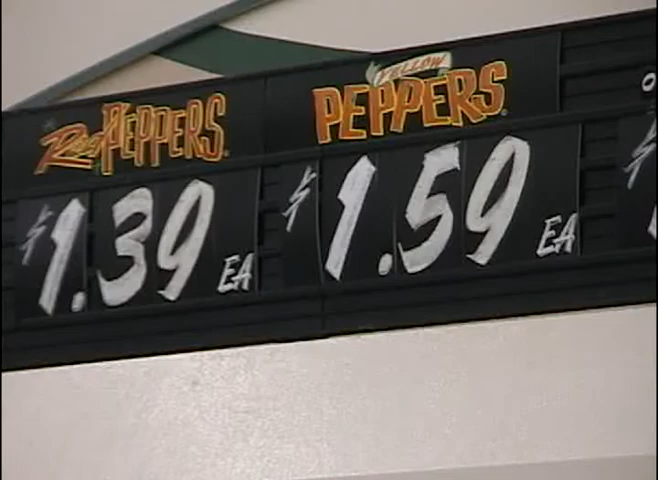 Red PEPPERS
$1.39 EA
YELLOW
PEPPERS
$1.59 EA
$